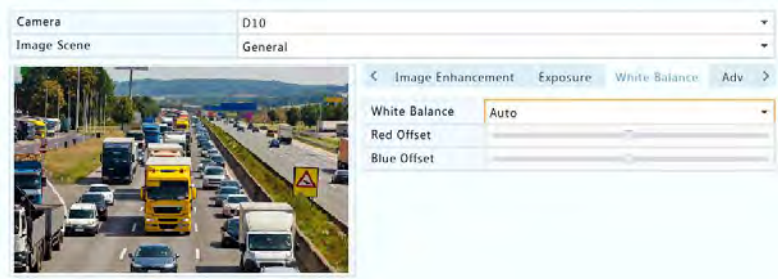 Camera D10
Image Scene General
< Image Enhancement Exposure White Balance Adv >
White Balance Auto
Red Offset
Blue Offset